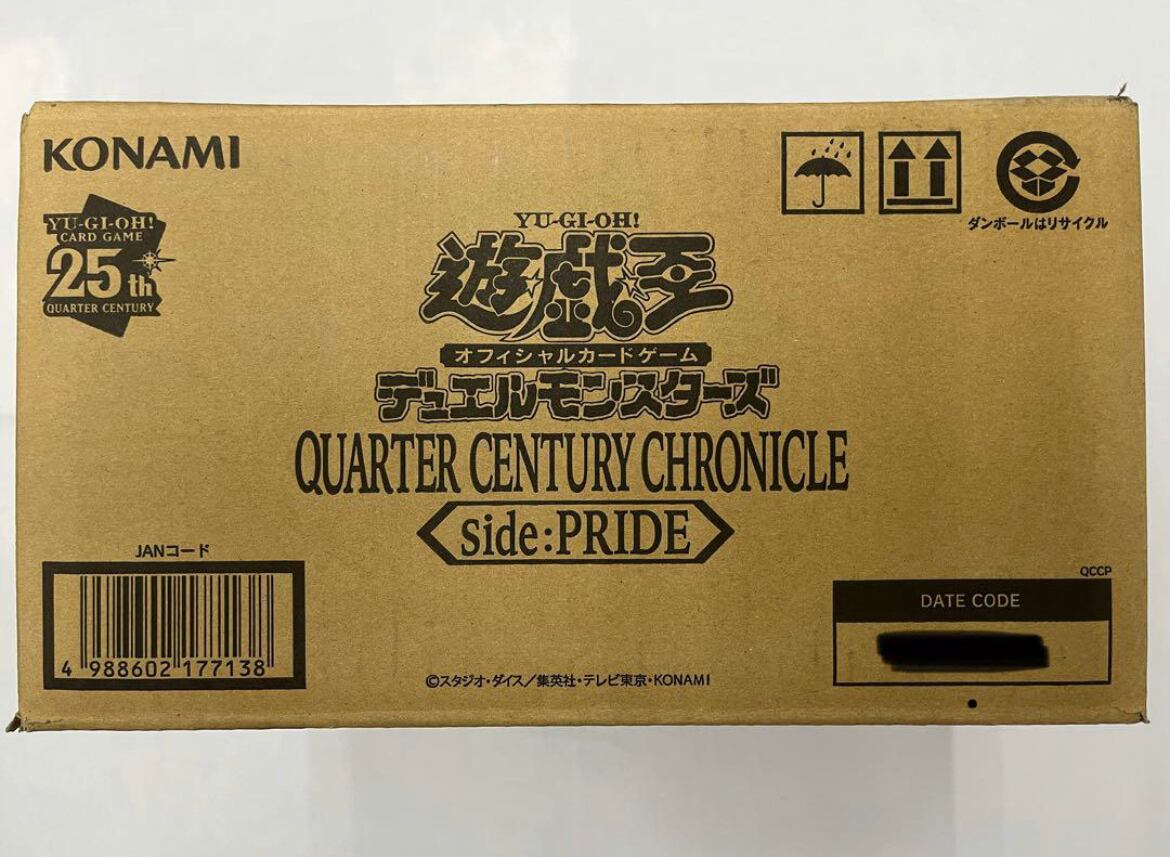 KONAMI
YU-GI-OH!
CARD GAME
25th
QUARTER CENTURY
ダンボールはリサイクル
YU-GI-OH!
遊戯王
オフィシャルカードゲーム
デュエルモンスターズ
QUARTER CENTURY CHRONICLE
side:PRIDE
JANコード
4 988602 177138
QCCP
DATE CODE
©スタジオ・ダイス/集英社・テレビ東京・KONAMI